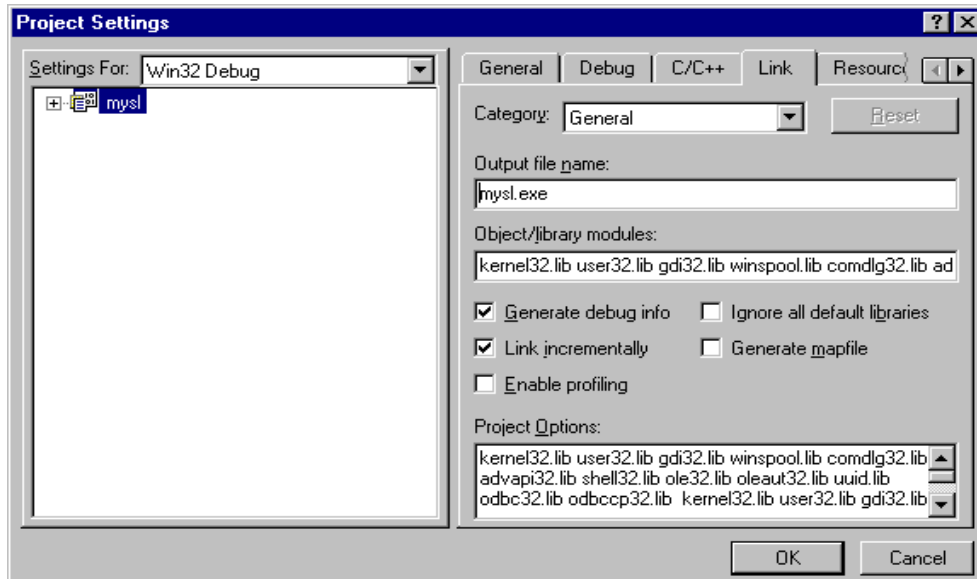 Project Settings
Settings For: Win32 Debug
mysl
General Debug C/C++ Link Resourc
Category: General Reset
Output file name:
mysl.exe
Object/library modules:
kernel32.lib user32.lib gdi32.lib winspool.lib comdlg32.lib ad
Generate debug info Ignore all default libraries
Link incrementally Generate mapfile
Enable profiling
Project Options:
kernel32.lib user32.lib gdi32.lib winspool.lib comdlg32.lib
advapi32.lib shell32.lib ole32.lib oleaut32.lib uuid.lib
odbc32.lib odbccp32.lib kernel32.lib user32.lib gdi32.lib
OK Cancel